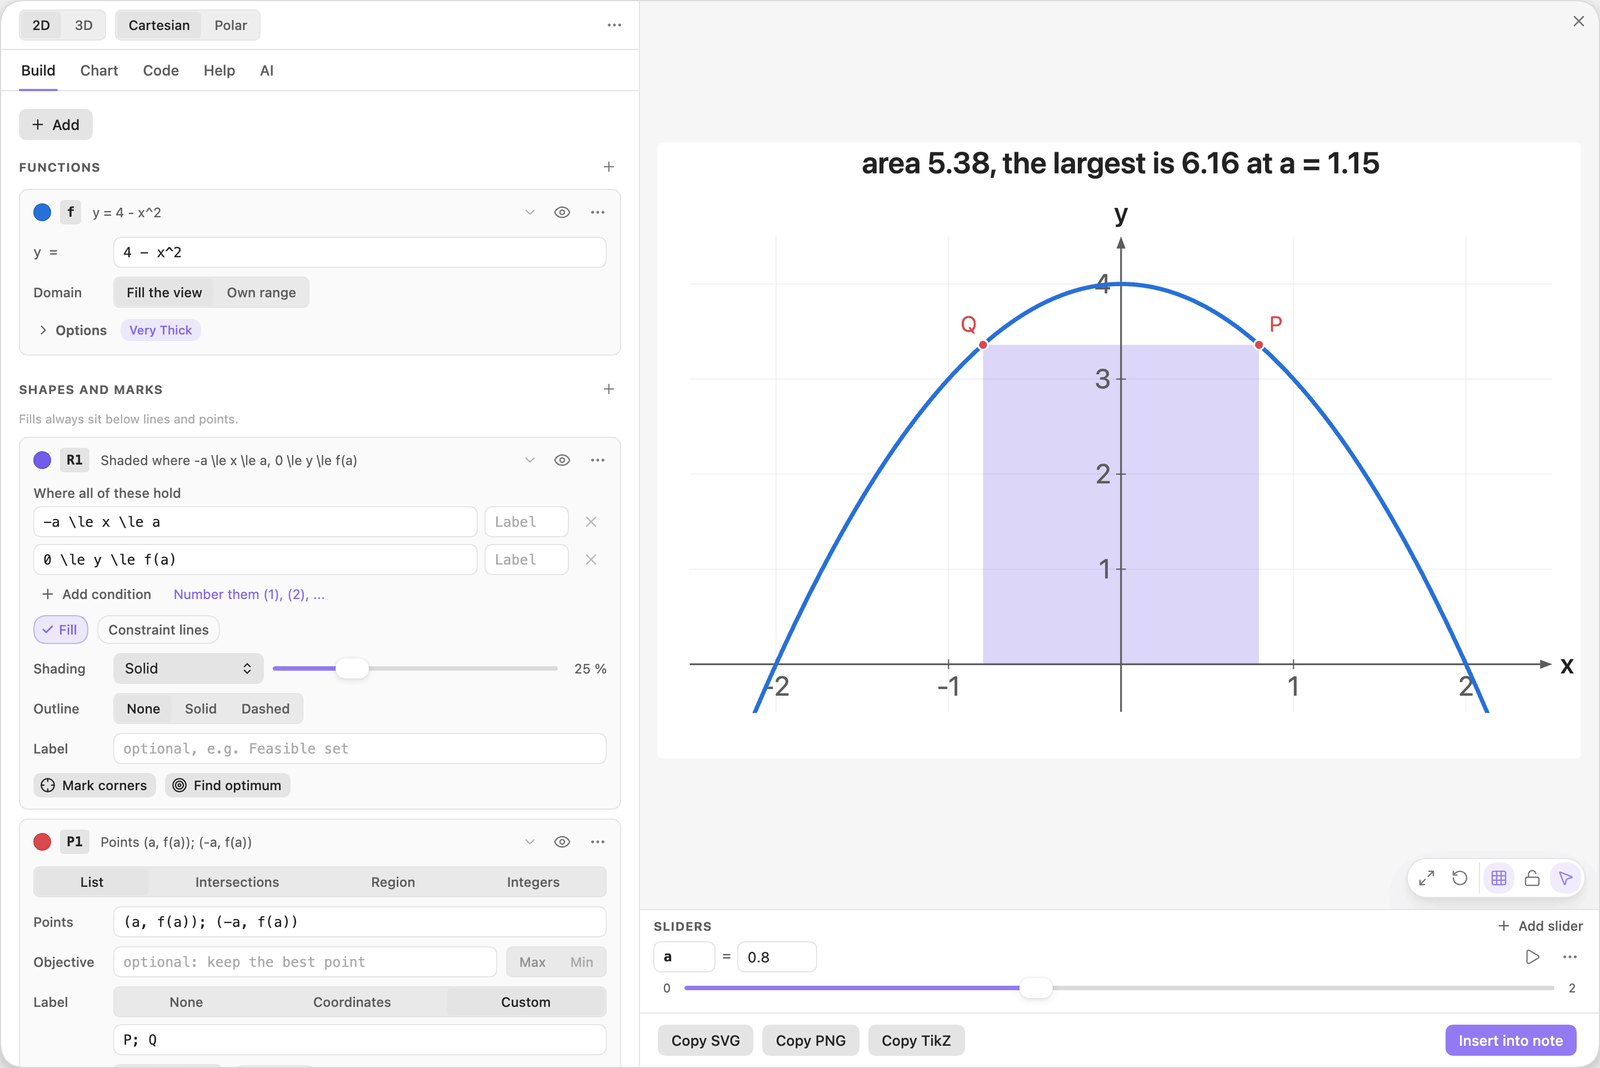 2D 3D Cartesian Polar
Build Chart Code Help AI
+ Add
FUNCTIONS
f y = 4 - x^2
y = 4 - x^2
Domain Fill the view Own range
Options Very Thick
SHAPES AND MARKS
Fills always sit below lines and points.
R1 Shaded where -a \le x \le a, 0 \le y \le f(a)
Where all of these hold
-a \le x \le a Label
0 \le y \le f(a) Label
+ Add condition Number them (1), (2), ...
Fill Constraint lines
Shading Solid 25 %
Outline None Solid Dashed
Label optional, e.g. Feasible set
Mark corners Find optimum
P1 Points (a, f(a)); (-a, f(a))
List Intersections Region Integers
Points (a, f(a)); (-a, f(a))
Objective optional: keep the best point Max Min
Label None Coordinates Custom
P; Q
area 5.38, the largest is 6.16 at a = 1.15
y
4
Q P
3
2
1
x
-2 -1 1 2
SLIDERS + Add slider
a = 0.8
0 2
Copy SVG Copy PNG Copy TikZ Insert into note